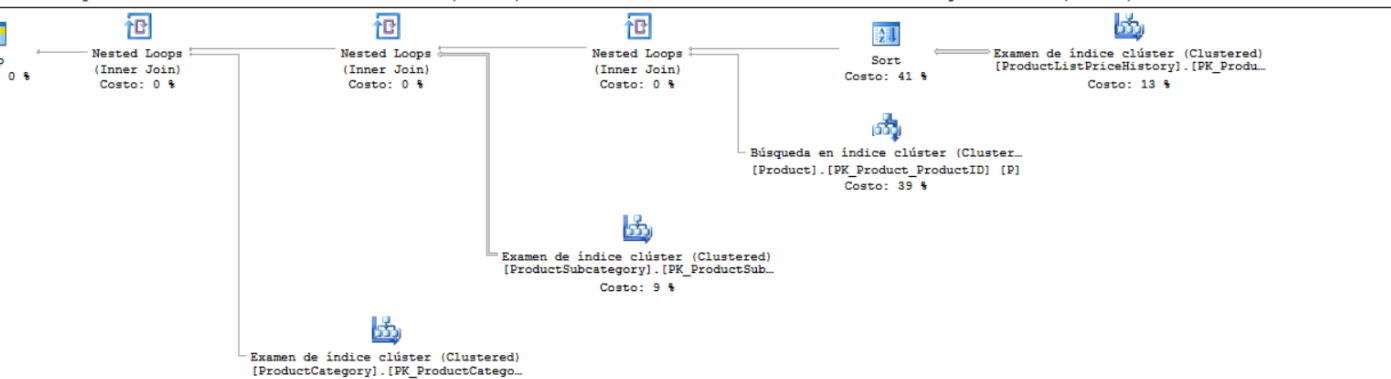 0 %
Nested Loops
(Inner Join)
Costo: 0 %
Nested Loops
(Inner Join)
Costo: 0 %
Nested Loops
(Inner Join)
Costo: 0 %
Sort
Costo: 41 %
Examen de índice clúster (Clustered)
[ProductListPriceHistory].[PK_Produ…
Costo: 13 %
Búsqueda en índice clúster (Cluster…
[Product].[PK_Product_ProductID] [P]
Costo: 39 %
Examen de índice clúster (Clustered)
[ProductSubcategory].[PK_ProductSub…
Costo: 9 %
Examen de índice clúster (Clustered)
[ProductCategory].[PK_ProductCatego…